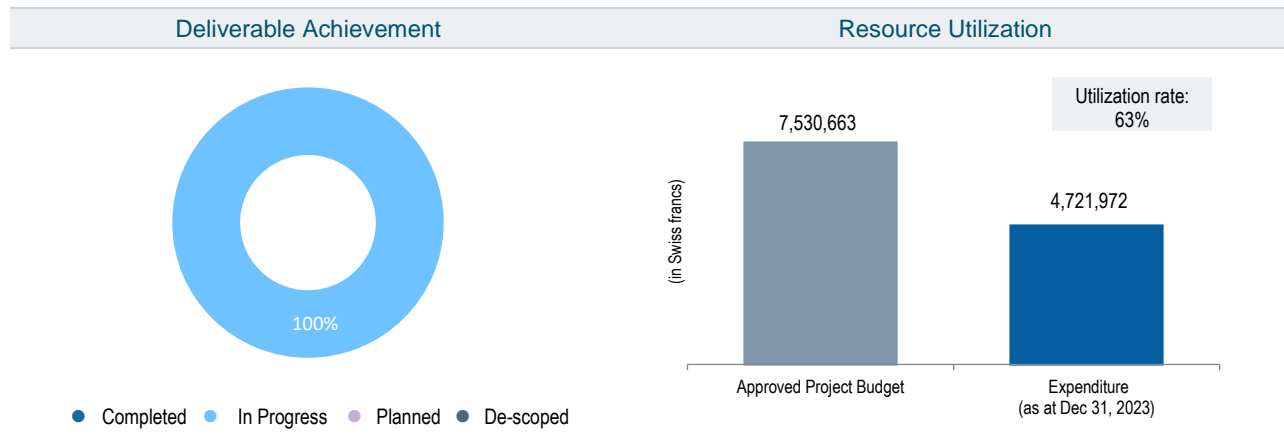 Deliverable Achievement
100%
Completed
In Progress
Planned
De-scoped
Resource Utilization
Utilization rate:
63%
(in Swiss francs)
7,530,663
4,721,972
Approved Project Budget
Expenditure
(as at Dec 31, 2023)